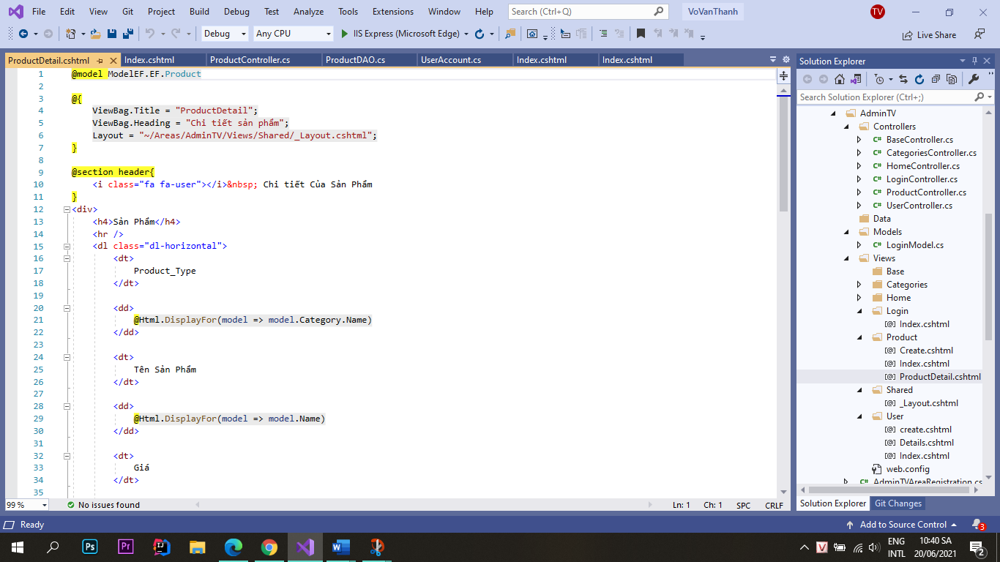 File Edit View Git Project Build Debug Test Analyze Tools Extensions Window Help Search (Ctrl+Q) VoVanThanh TV
Debug Any CPU IIS Express (Microsoft Edge) Live Share
ProductDetail.cshtml Index.cshtml ProductController.cs ProductDAO.cs UserAccount.cs Index.cshtml Index.cshtml
1 @model ModelEF.EF.Product
2
3 @{
4 ViewBag.Title = "ProductDetail";
5 ViewBag.Heading = "Chi tiết sản phẩm";
6 Layout = "~/Areas/AdminTV/Views/Shared/_Layout.cshtml";
7 }
8
9 @section header{
10 <i class="fa fa-user"></i>&nbsp; Chi tiết Của Sản Phẩm
11 }
12 <div>
13 <h4>Sản Phẩm</h4>
14 <hr />
15 <dl class="dl-horizontal">
16 <dt>
17 Product_Type
18 </dt>
19
20 <dd>
21 @Html.DisplayFor(model => model.Category.Name)
22 </dd>
23
24 <dt>
25 Tên Sản Phẩm
26 </dt>
27
28 <dd>
29 @Html.DisplayFor(model => model.Name)
30 </dd>
31
32 <dt>
33 Giá
34 </dt>
35
99 % No issues found Ln: 1 Ch: 1 SPC CRLF
Solution Explorer
Search Solution Explorer (Ctrl+;)
AdminTV
Controllers
C# BaseController.cs
C# CategoriesController.cs
C# HomeController.cs
C# LoginController.cs
C# ProductController.cs
C# UserController.cs
Data
Models
C# LoginModel.cs
Views
Base
Categories
Home
Login
[@] Index.cshtml
Product
[@] Create.cshtml
[@] Index.cshtml
[@] ProductDetail.cshtml
Shared
[@] _Layout.cshtml
User
[@] create.cshtml
[@] Details.cshtml
[@] Index.cshtml
web.config
C# AdminTVAreaRegistration.cs
Solution Explorer Git Changes
Ready Add to Source Control 3
Ps Pr IJ W V ENG 10:40 SA
INTL 20/06/2021 2